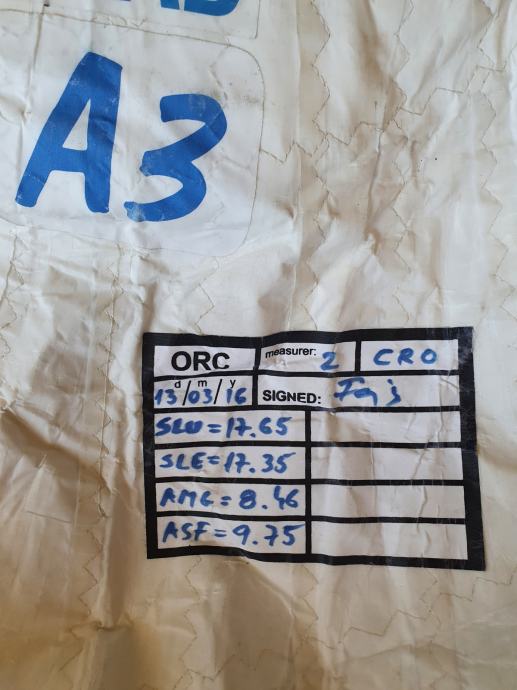 A3
ORC measurer: 2 CRO
d m y
13/03/16 SIGNED:
SLU = 17.65
SLE = 17.35
AMG = 8.46
ASF = 9.75